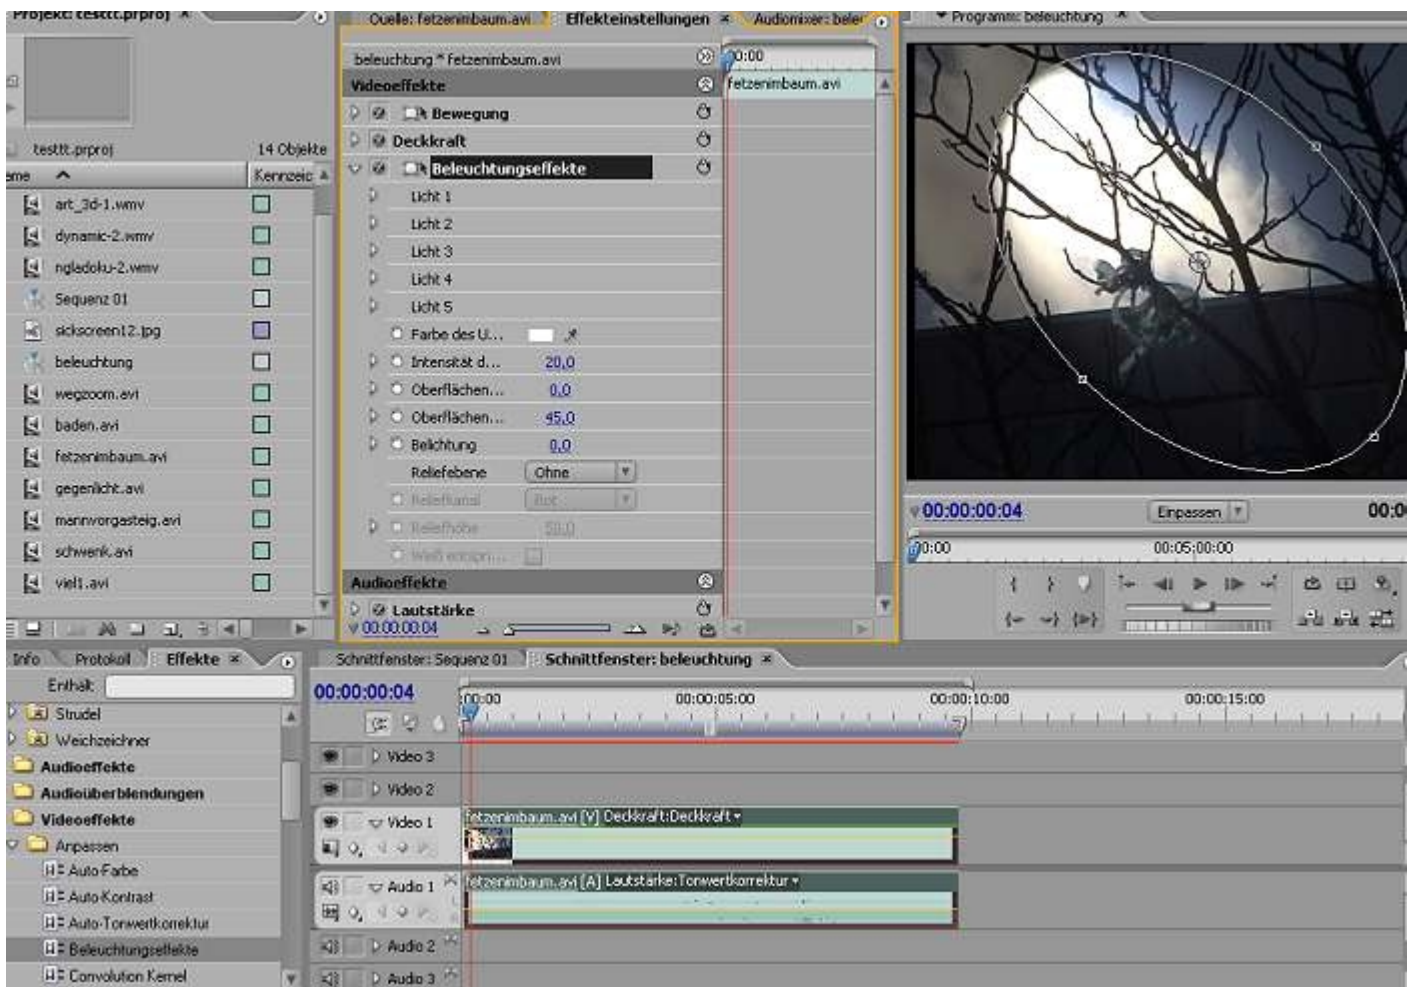 Projekt: testtt.prproj
testtt.prproj
14 Objekte
Kennzeic
art_3d-1.wmv
dynamic-2.wmv
ngladoku-2.wmv
Sequenz 01
sickscreen12.jpg
beleuchtung
wegzoom.avi
baden.avi
fetzenimbaum.avi
gegenlicht.avi
mannvorgasteig.avi
schwenk.avi
viel1.avi
Quelle: fetzenimbaum.avi
Effekteinstellungen
Audiomixer: beleu
beleuchtung * fetzenimbaum.avi
00:00
Videoeffekte
fetzenimbaum.avi
Bewegung
Deckkraft
Beleuchtungseffekte
Licht 1
Licht 2
Licht 3
Licht 4
Licht 5
Farbe des U...
Intensität d... 20,0
Oberflächen... 0,0
Oberflächen... 45,0
Belichtung 0,0
Reliefebene Ohne
Reliefkanal Rot
Reliefhöhe 50,0
Weiß entspri...
Audioeffekte
Lautstärke
00:00:00:04
Programm: beleuchtung
00:00:00:04 Einpassen 00:0
00:00 00:05:00:00
Info Protokoll Effekte
Enthält:
Strudel
Weichzeichner
Audioeffekte
Audioüberblendungen
Videoeffekte
Anpassen
Auto-Farbe
Auto-Kontrast
Auto-Tonwertkorrektur
Beleuchtungseffekte
Convolution Kernel
Schnittfenster: Sequenz 01
Schnittfenster: beleuchtung
00:00:00:04
:00:00 00:00:05:00 00:00:10:00 00:00:15:00
Video 3
Video 2
Video 1
fetzenimbaum.avi [V] Deckkraft:Deckkraft
Audio 1
fetzenimbaum.avi [A] Lautstärke:Tonwertkorrektur
Audio 2
Audio 3